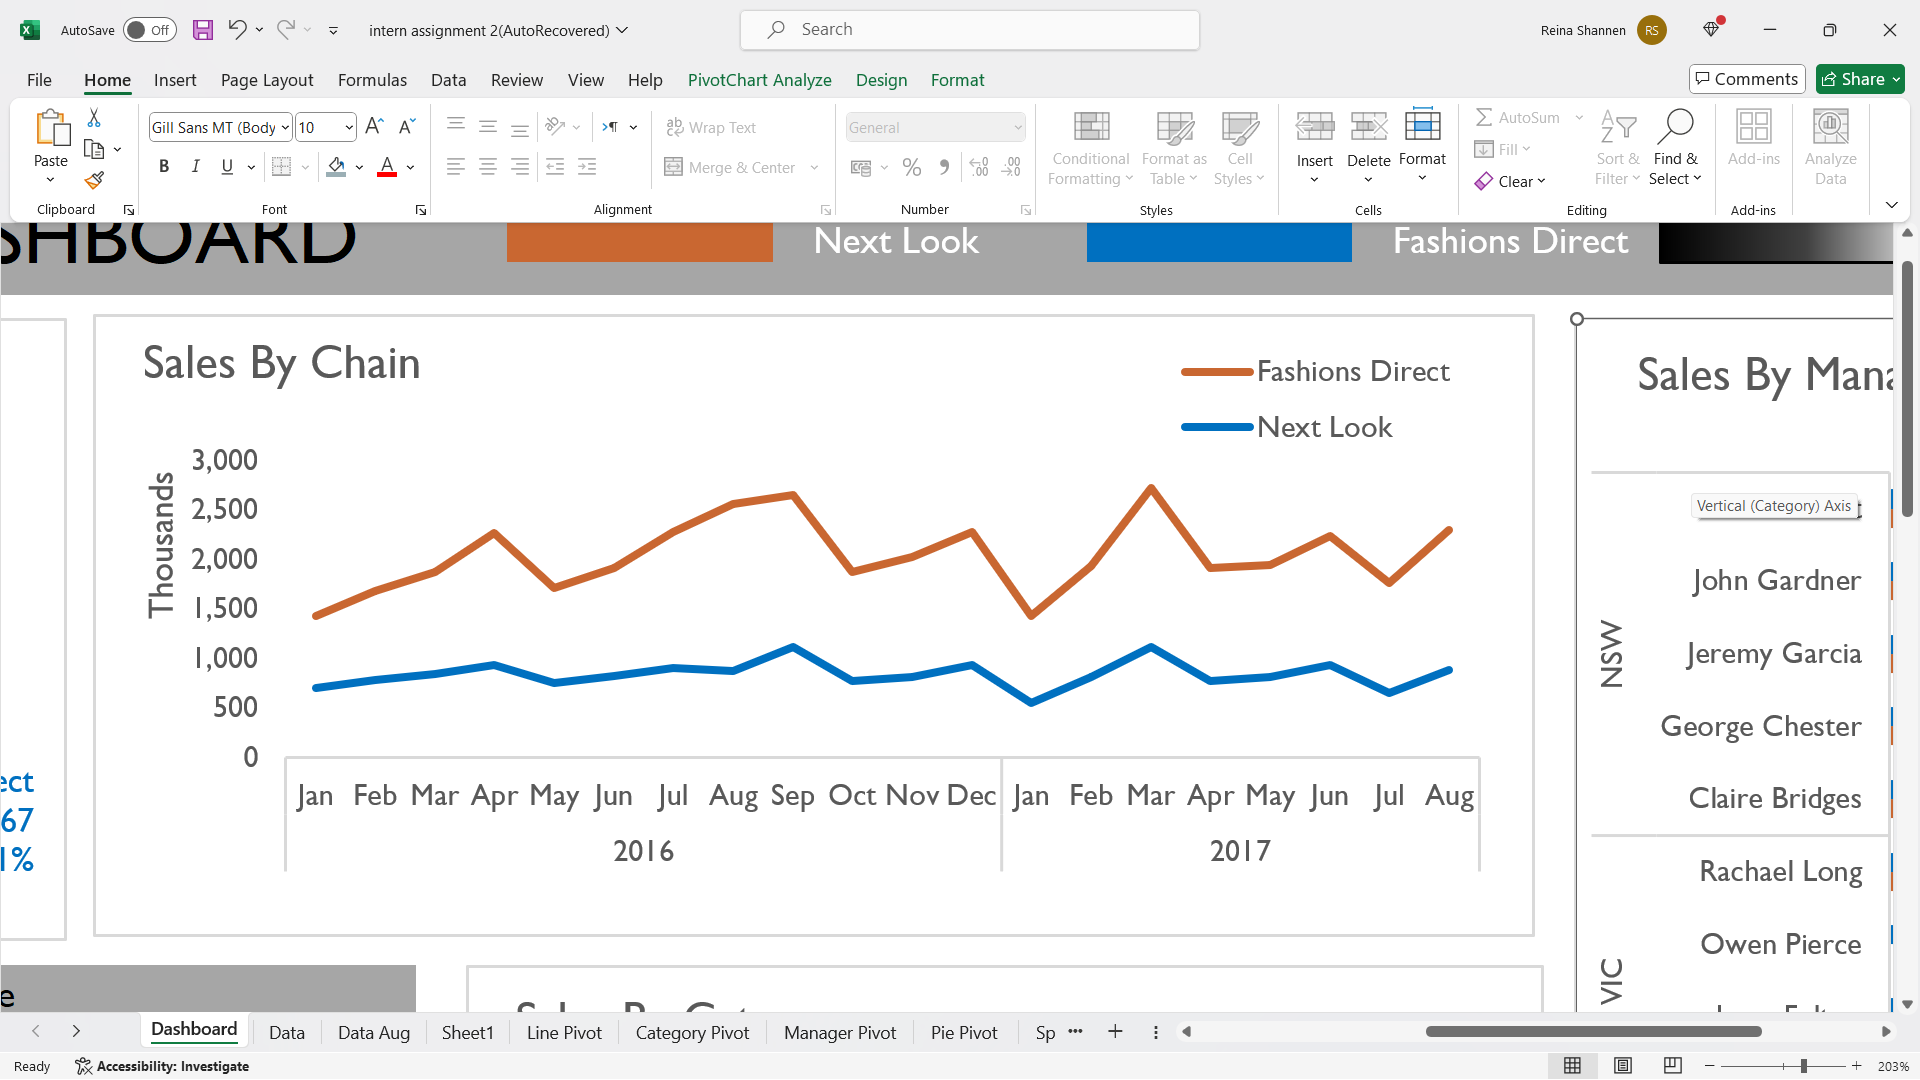 AutoSave Off intern assignment 2(AutoRecovered) Search Reina Shannen RS
File Home Insert Page Layout Formulas Data Review View Help PivotChart Analyze Design Format Comments Share
Paste Gill Sans MT (Body 10 Wrap Text General Conditional Formatting Format as Table Cell Styles Insert Delete Format AutoSum Sort & Filter Find & Select Add-ins Analyze Data
B I U A Merge & Center % Fill Clear
Clipboard Font Alignment Number Styles Cells Editing Add-ins
SHBOARD Next Look Fashions Direct
Sales By Chain
Fashions Direct
Next Look
Thousands
3,000
2,500
2,000
1,500
1,000
500
0
Jan Feb Mar Apr May Jun Jul Aug Sep Oct Nov Dec Jan Feb Mar Apr May Jun Jul Aug
2016 2017
ect
67
1%
Sales By Mana
Vertical (Category) Axis
John Gardner
Jeremy Garcia
George Chester
Claire Bridges
NSW
Rachael Long
Owen Pierce
VIC
e
Dashboard Data Data Aug Sheet1 Line Pivot Category Pivot Manager Pivot Pie Pivot Sp
Ready Accessibility: Investigate 203%